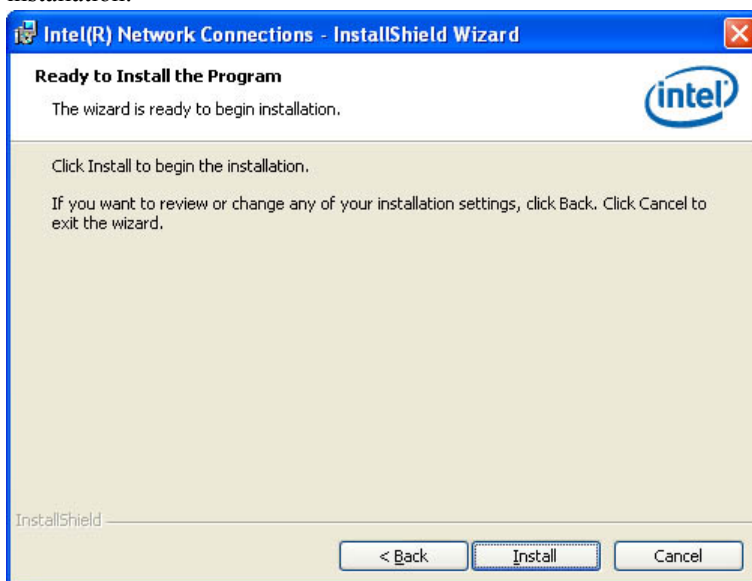 installation.
Intel(R) Network Connections - InstallShield Wizard
Ready to Install the Program
The wizard is ready to begin installation.
intel
Click Install to begin the installation.
If you want to review or change any of your installation settings, click Back. Click Cancel to
exit the wizard.
InstallShield
< Back
Install
Cancel